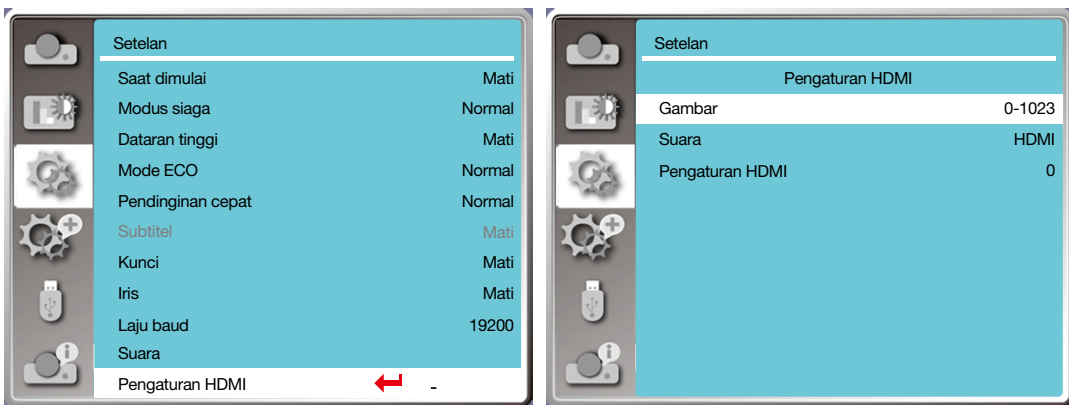 Setelan
Saat dimulai Mati
Modus siaga Normal
Dataran tinggi Mati
Mode ECO Normal
Pendinginan cepat Normal
Subtitel Mati
Kunci Mati
Iris Mati
Laju baud 19200
Suara
Pengaturan HDMI -
Setelan
Pengaturan HDMI
Gambar 0-1023
Suara HDMI
Pengaturan HDMI 0